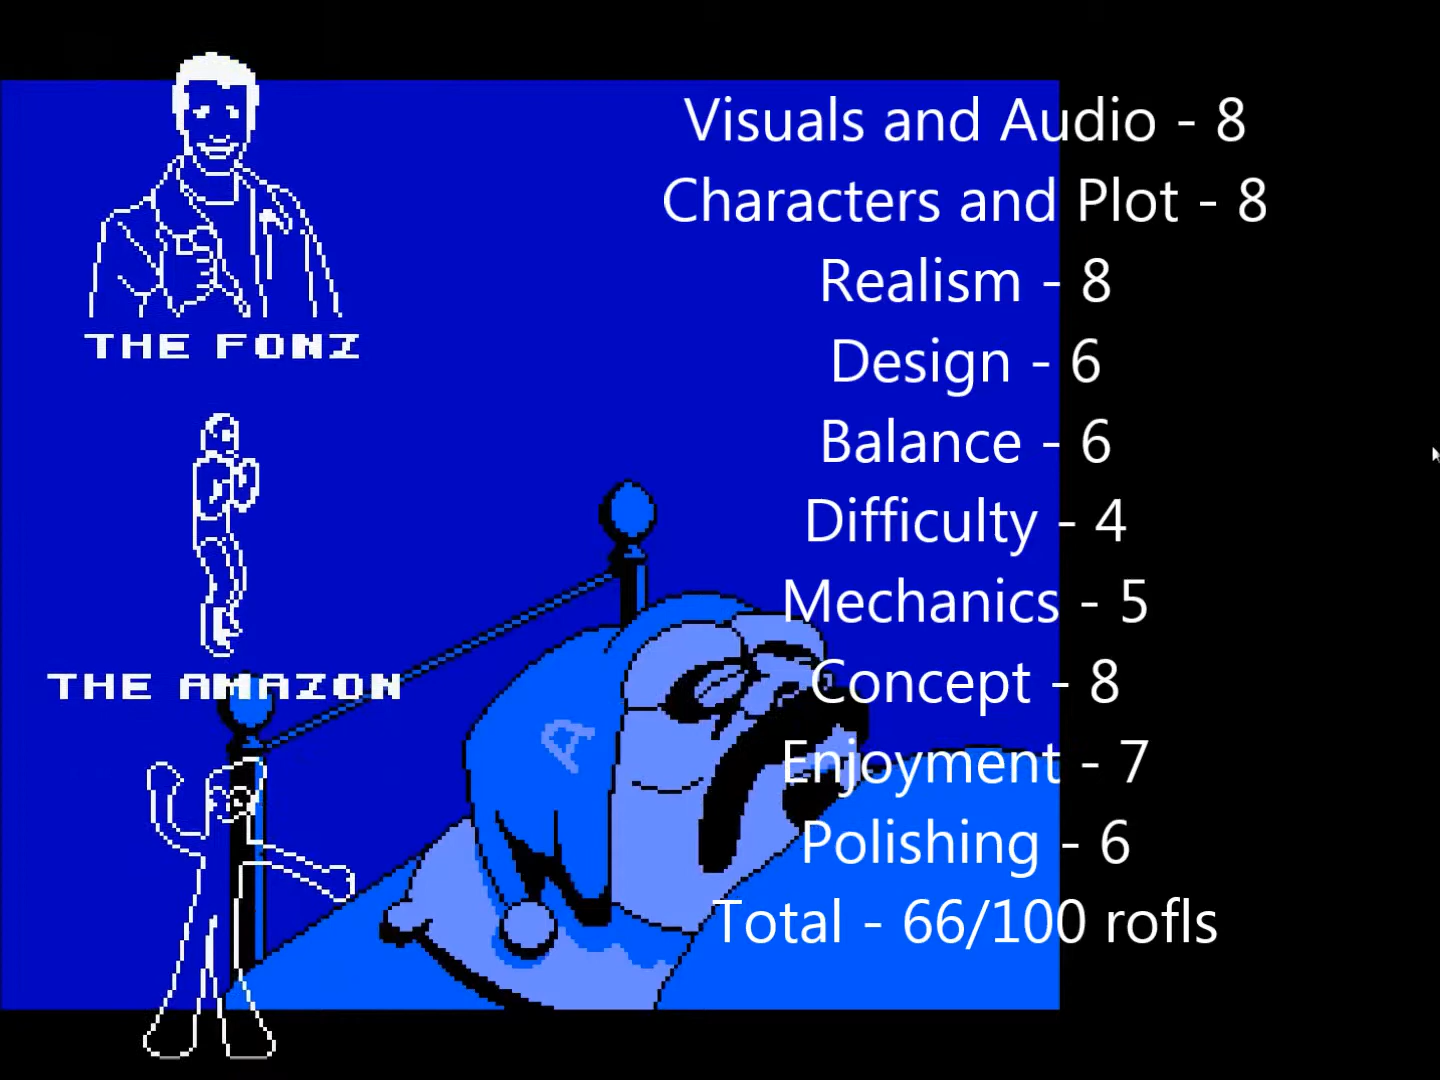 Visuals and Audio - 8
Characters and Plot - 8
Realism - 8
THE FONZ
Design - 6
Balance - 6
Difficulty - 4
Mechanics - 5
THE AMAZON
Concept - 8
A
Enjoyment - 7
Polishing - 6
Total - 66/100 rofls